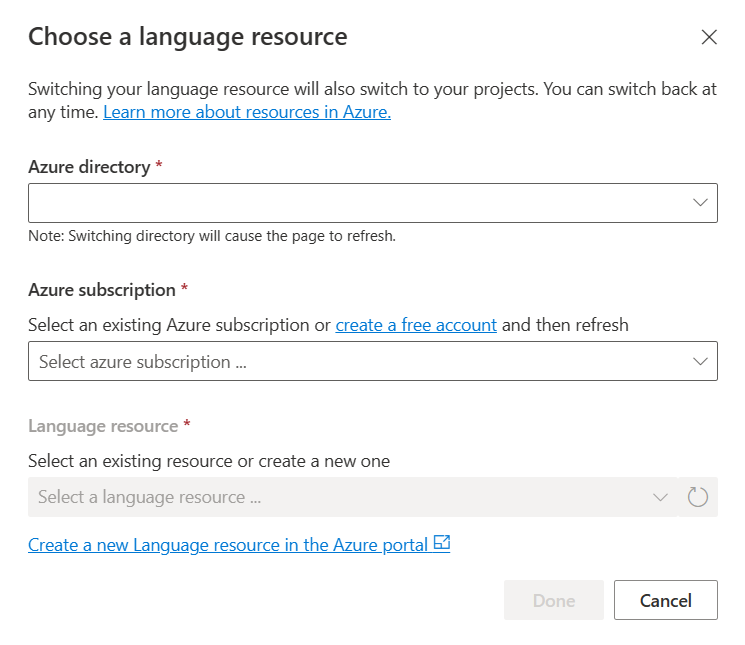 Choose a language resource
Switching your language resource will also switch to your projects. You can switch back at
any time. Learn more about resources in Azure.
Azure directory *
Note: Switching directory will cause the page to refresh.
Azure subscription *
Select an existing Azure subscription or create a free account and then refresh
Select azure subscription ...
Language resource *
Select an existing resource or create a new one
Select a language resource ...
Create a new Language resource in the Azure portal
Done Cancel